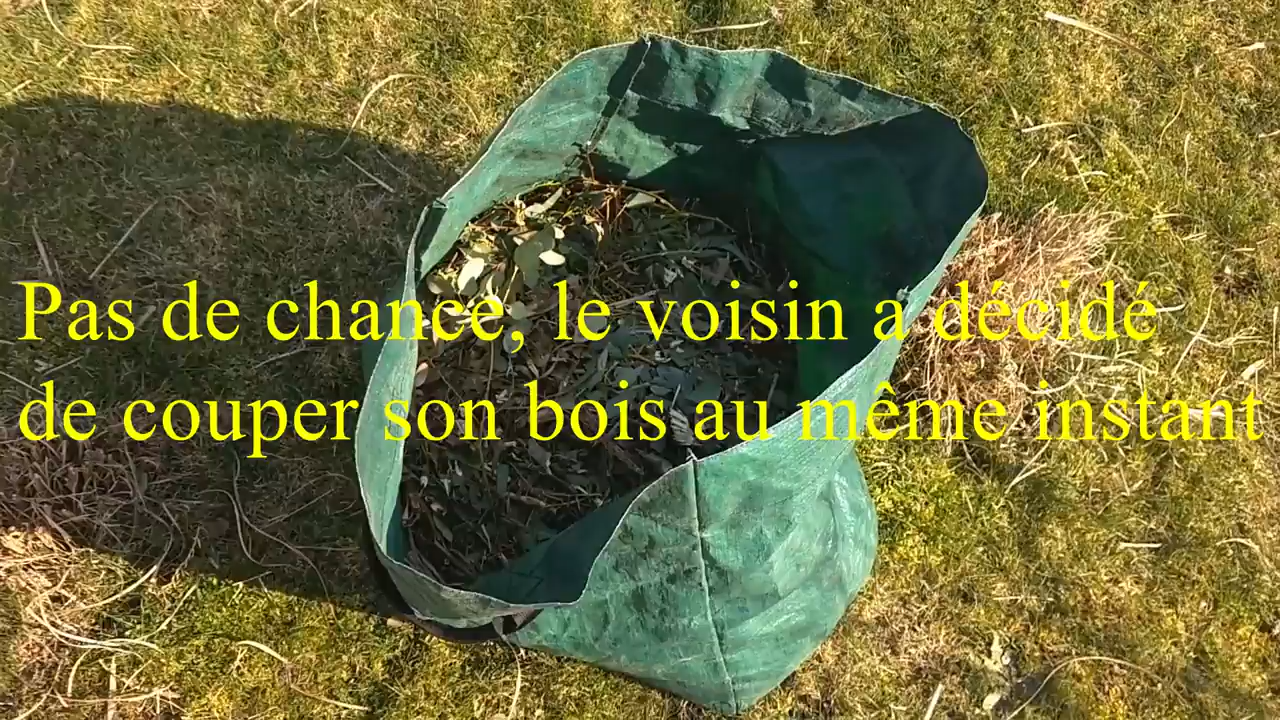 Pas de chance, le voisin a décidé
de couper son bois au même instant